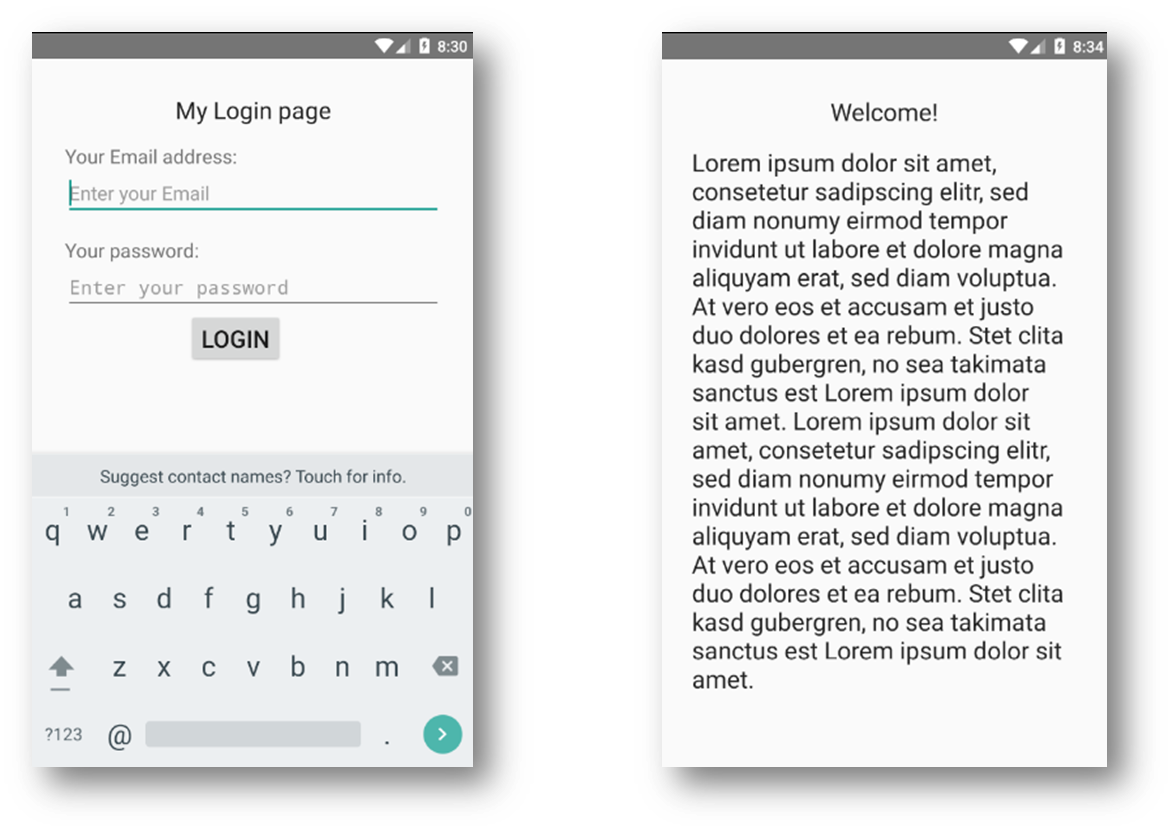 8:30
My Login page
Your Email address:
Enter your Email
Your password:
Enter your password
LOGIN
Suggest contact names? Touch for info.
1 2 3 4 5 6 7 8 9 0
q w e r t y u i o p
a s d f g h j k l
z x c v b n m
?123 @ .
8:34
Welcome!
Lorem ipsum dolor sit amet,
consetetur sadipscing elitr, sed
diam nonumy eirmod tempor
invidunt ut labore et dolore magna
aliquyam erat, sed diam voluptua.
At vero eos et accusam et justo
duo dolores et ea rebum. Stet clita
kasd gubergren, no sea takimata
sanctus est Lorem ipsum dolor
sit amet. Lorem ipsum dolor sit
amet, consetetur sadipscing elitr,
sed diam nonumy eirmod tempor
invidunt ut labore et dolore magna
aliquyam erat, sed diam voluptua.
At vero eos et accusam et justo
duo dolores et ea rebum. Stet clita
kasd gubergren, no sea takimata
sanctus est Lorem ipsum dolor sit
amet.